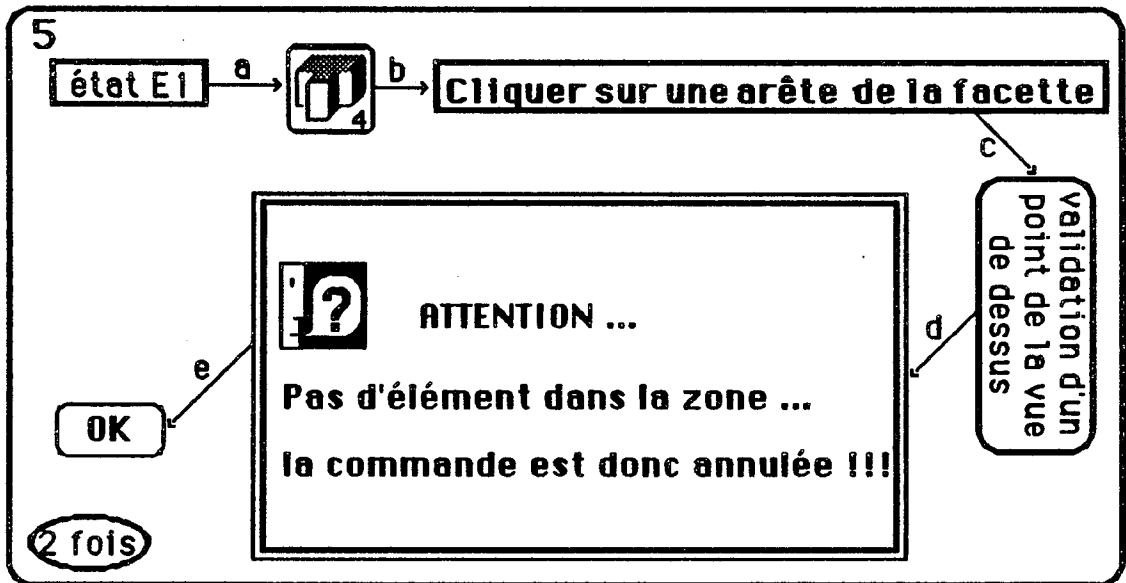 5
état E1
a
4
b
Cliquer sur une arête de la facette
c
validation d'un
point de la vue
de dessus
d
?
ATTENTION ...
Pas d'élément dans la zone ...
la commande est donc annulée !!!
e
OK
2 fois